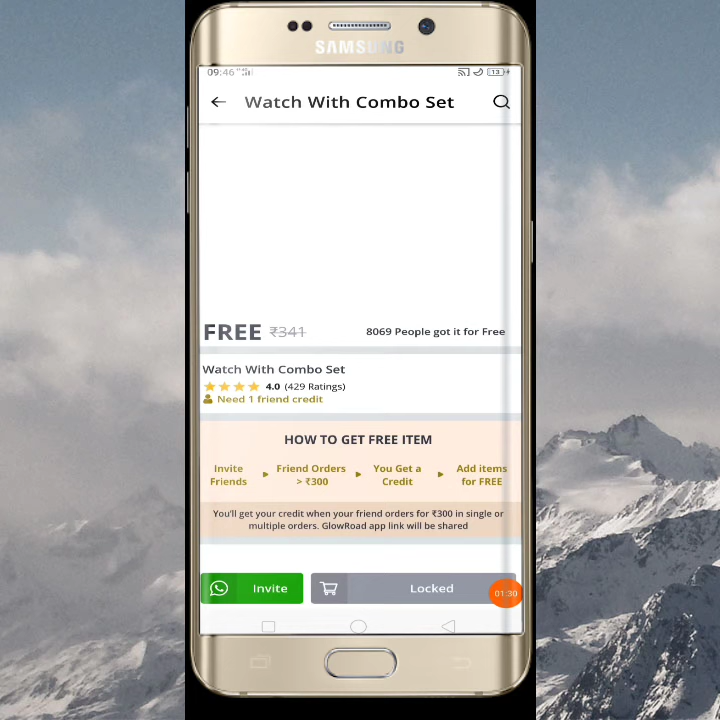 SAMSUNG
09:46
13
Watch With Combo Set
FREE ₹341
8069 People got it for Free
Watch With Combo Set
4.0 (429 Ratings)
Need 1 friend credit
HOW TO GET FREE ITEM
Invite Friends
Friend Orders > ₹300
You Get a Credit
Add items for FREE
You'll get your credit when your friend orders for ₹300 in single or
multiple orders. GlowRoad app link will be shared
Invite
Locked
01:30